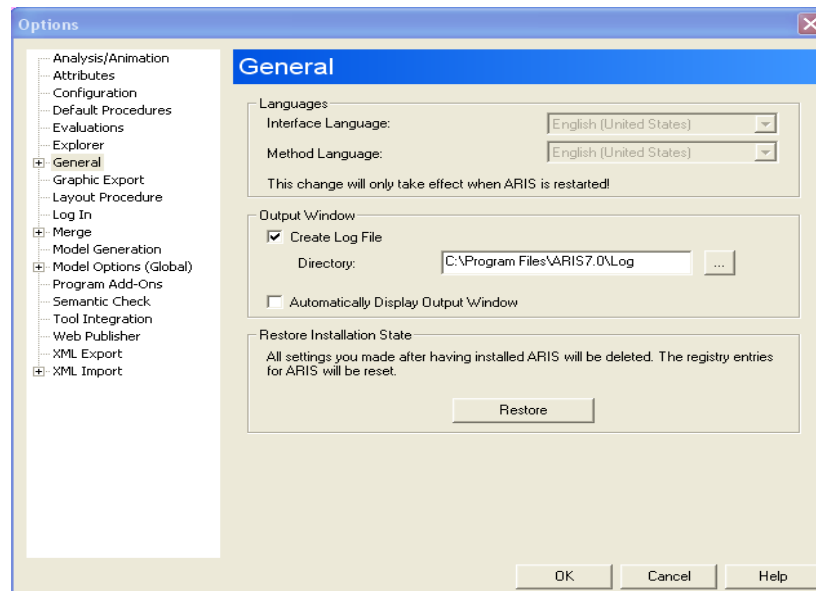 Options
Analysis/Animation
Attributes
Configuration
Default Procedures
Evaluations
Explorer
General
Graphic Export
Layout Procedure
Log In
Merge
Model Generation
Model Options (Global)
Program Add-Ons
Semantic Check
Tool Integration
Web Publisher
XML Export
XML Import
General
Languages
Interface Language: English (United States)
Method Language: English (United States)
This change will only take effect when ARIS is restarted!
Output Window
Create Log File
Directory: C:\Program Files\ARIS7.0\Log ...
Automatically Display Output Window
Restore Installation State
All settings you made after having installed ARIS will be deleted. The registry entries
for ARIS will be reset.
Restore
OK Cancel Help